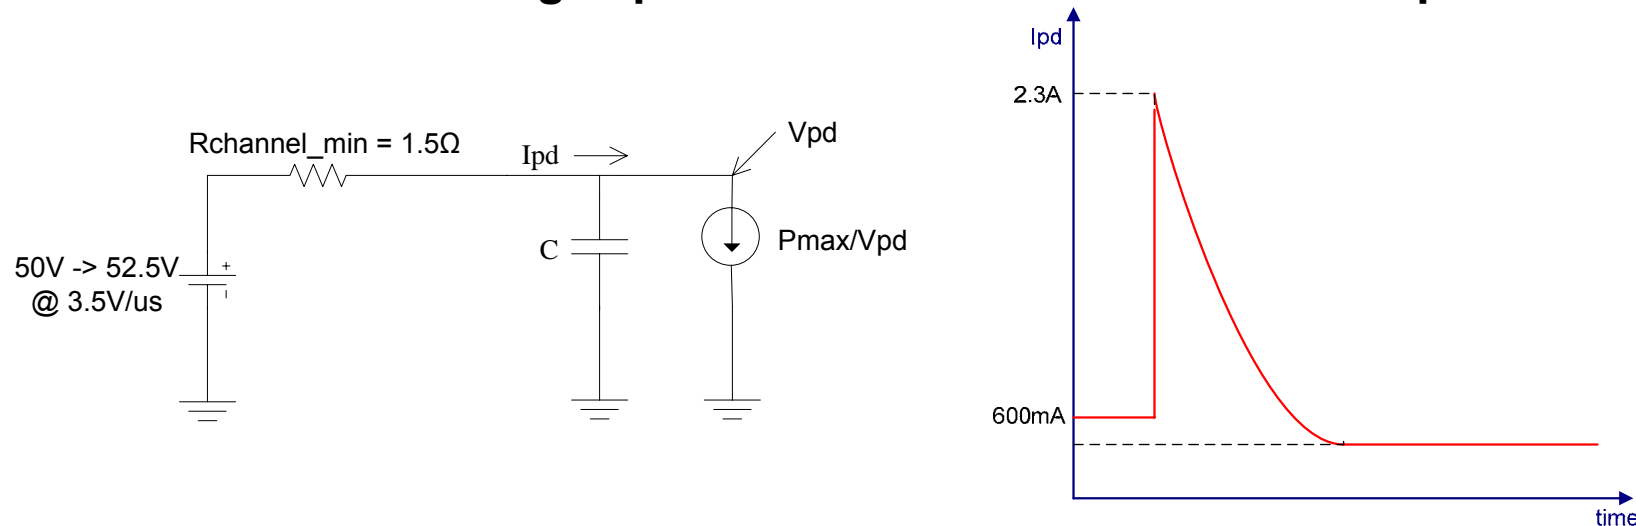 Rchannel_min = 1.5Ω
Ipd
Vpd
C
Pmax/Vpd
50V -> 52.5V
@ 3.5V/us
+
Ipd
2.3A
600mA
time